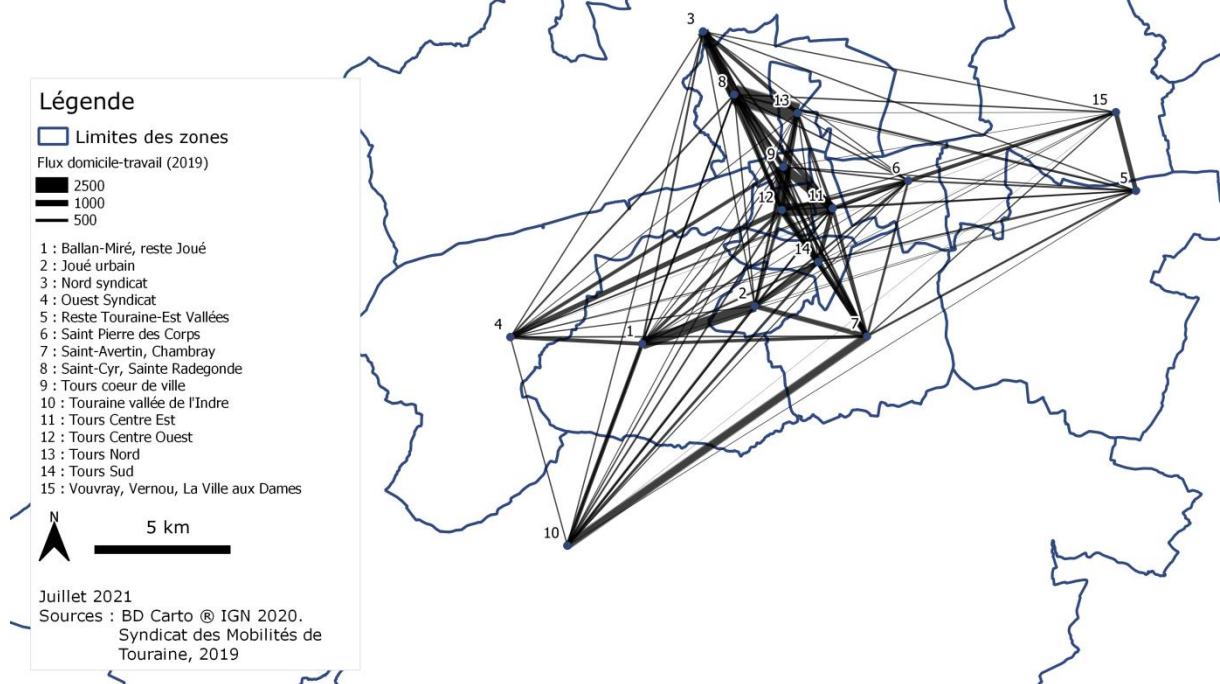 Légende
Limites des zones
Flux domicile-travail (2019)
2500
1000
500
1 : Ballan-Miré, reste Joué
2 : Joué urbain
3 : Nord syndicat
4 : Ouest Syndicat
5 : Reste Touraine-Est Vallées
6 : Saint Pierre des Corps
7 : Saint-Avertin, Chambray
8 : Saint-Cyr, Sainte Radegonde
9 : Tours coeur de ville
10 : Touraine vallée de l'Indre
11 : Tours Centre Est
12 : Tours Centre Ouest
13 : Tours Nord
14 : Tours Sud
15 : Vouvray, Vernou, La Ville aux Dames
N
5 km
Juillet 2021
Sources : BD Carto ® IGN 2020.
Syndicat des Mobilités de
Touraine, 2019
3
8
13
15
9
6
5
12
11
14
2
4
1
7
10